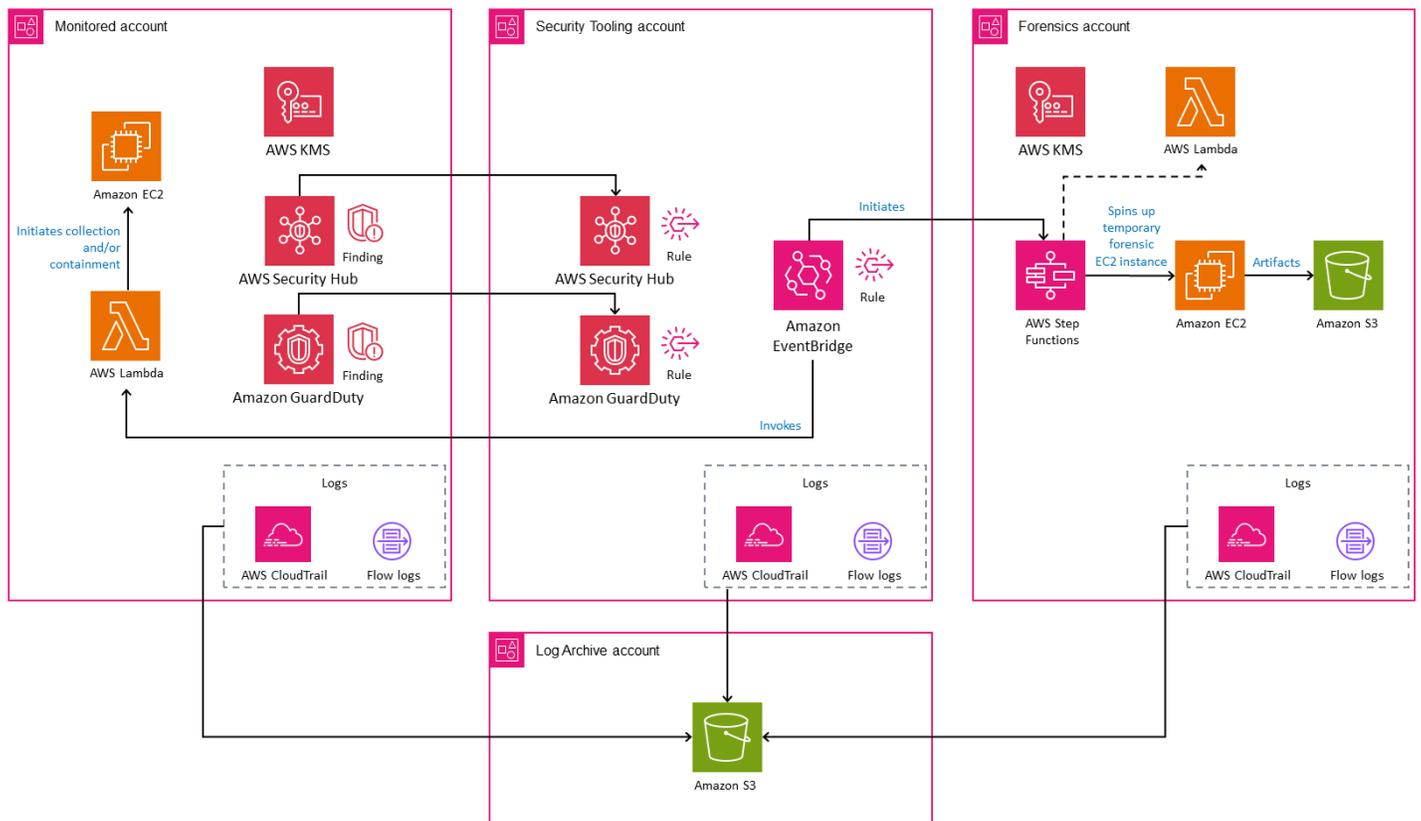 Monitored account
AWS KMS
Amazon EC2
Initiates collection
and/or
containment
AWS Lambda
Finding
AWS Security Hub
Finding
Amazon GuardDuty
Logs
AWS CloudTrail
Flow logs
Security Tooling account
Rule
AWS Security Hub
Rule
Amazon GuardDuty
Rule
Amazon
EventBridge
Initiates
Invokes
Logs
AWS CloudTrail
Flow logs
Forensics account
AWS KMS
AWS Lambda
Spins up
temporary
forensic
EC2 instance
Artifacts
AWS Step
Functions
Amazon EC2
Amazon S3
Logs
AWS CloudTrail
Flow logs
Log Archive account
Amazon S3